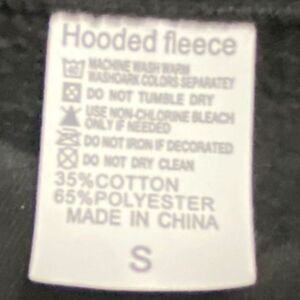 Hooded fleece
MACHINE WASH WARM
WASHDARK COLORS SEPARATEY
DO NOT TUMBLE DRY
USE NON-CHLORINE BLEACH
ONLY IF NEEDED
DO NOT IRON IF DECORATED
DO NOT DRY CLEAN
35%COTTON
65%POLYESTER
MADE IN CHINA
S